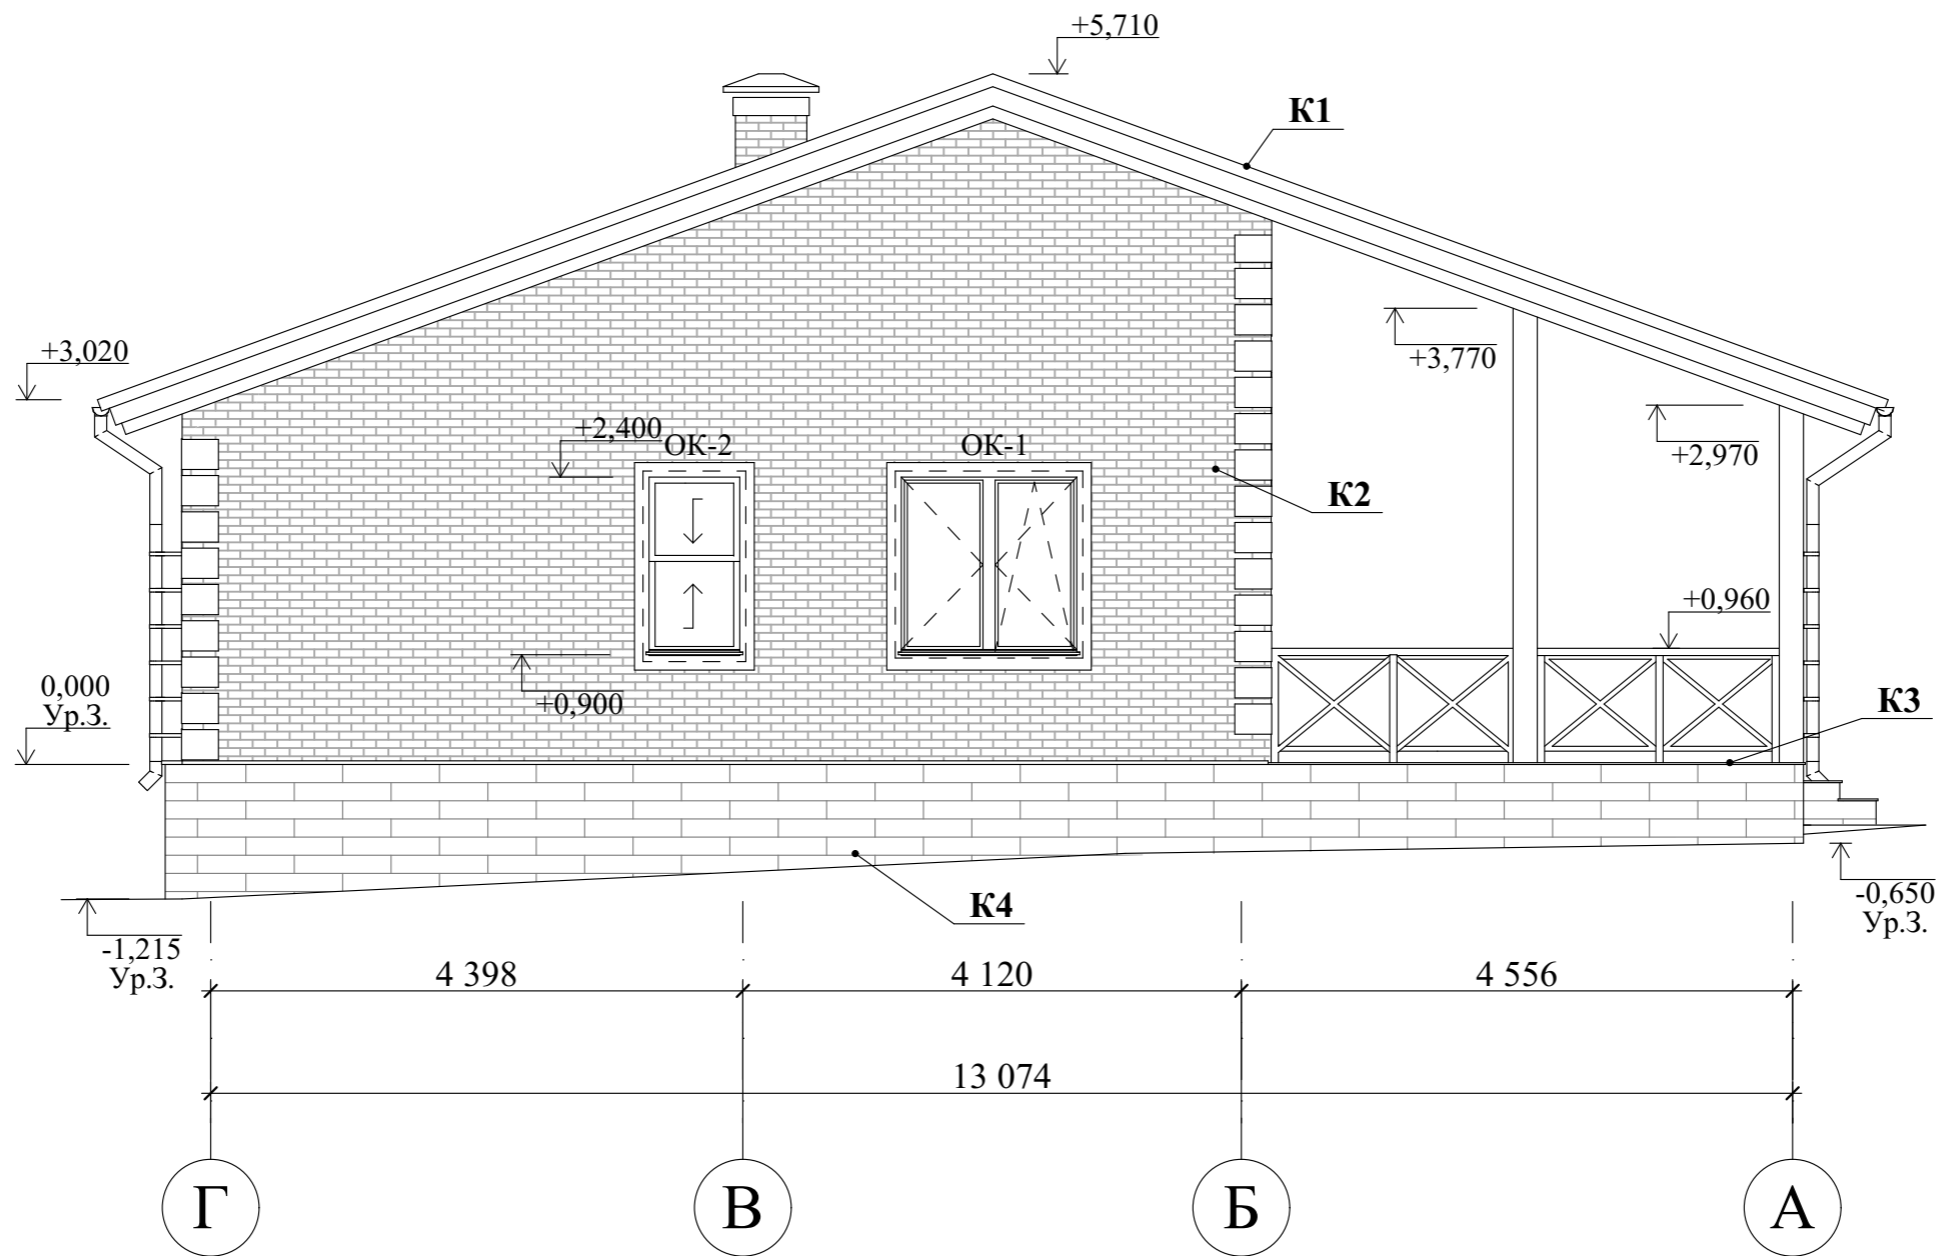 +5,710
К1
+3,020
+3,770
+2,400
ОК-2
ОК-1
+2,970
К2
+0,960
0,000
Ур.З.
+0,900
К3
К4
-0,650
Ур.З.
-1,215
Ур.З.
4 398
4 120
4 556
13 074
Г
В
Б
А